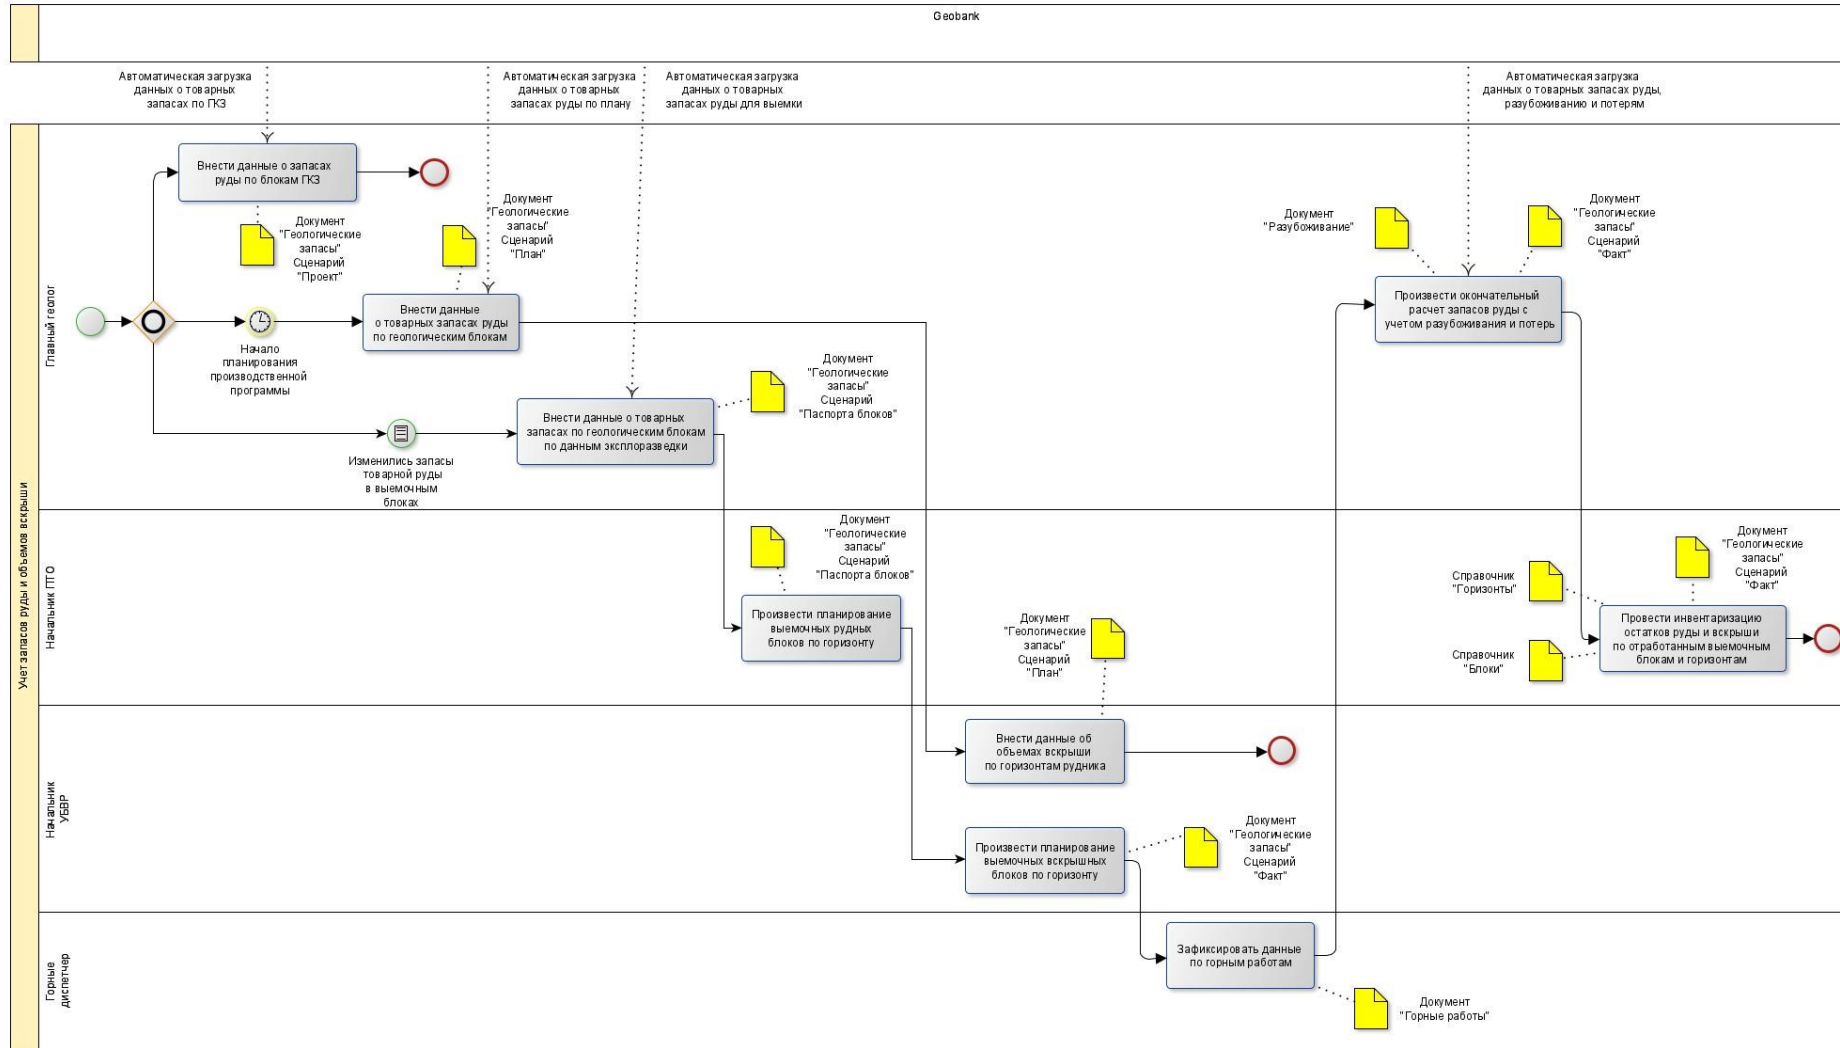 Geobank
Автоматическая загрузка
данных о товарных
запасах по ГКЗ
Автоматическая загрузка
данных о товарных
запасах руды по плану
Автоматическая загрузка
данных о товарных
запасах руды для выемки
Автоматическая загрузка
данных о товарных запасах руды,
разубоживанию и потерям
Учет запасов руды и объемов вскрыши
Главный геолог
Внести данные о запасах
руды по блокам ГКЗ
Документ
"Геологические
запасы"
Сценарий
"Проект"
Документ
"Геологические
запасы"
Сценарий
"План"
Начало
планирования
производственной
программы
Внести данные
о товарных запасах руды
по геологическим блокам
Изменились запасы
товарной руды
в выемочным
блоках
Внести данные о товарных
запасах по геологическим блокам
по данным эксплоразведки
Документ
"Геологические
запасы"
Сценарий
"Паспорта блоков"
Документ
"Разубоживание"
Документ
"Геологические
запасы"
Сценарий
"Факт"
Произвести окончательный
расчет запасов руды с
учетом разубоживания и потерь
Начальник ПТО
Документ
"Геологические
запасы"
Сценарий
"Паспорта блоков"
Произвести планирование
выемочных рудных
блоков по горизонту
Справочник
"Горизонты"
Справочник
"Блоки"
Документ
"Геологические
запасы"
Сценарий
"Факт"
Провести инвентаризацию
остатков руды и вскрыши
по отработанным выемочным
блокам и горизонтам
Документ
"Геологические
запасы"
Сценарий
"План"
Начальник
УБВР
Внести данные об
объемах вскрыши
по горизонтам рудника
Произвести планирование
выемочных вскрышных
блоков по горизонту
Документ
"Геологические
запасы"
Сценарий
"Факт"
Горные
диспетчер
Зафиксировать данные
по горным работам
Документ
"Горные работы"